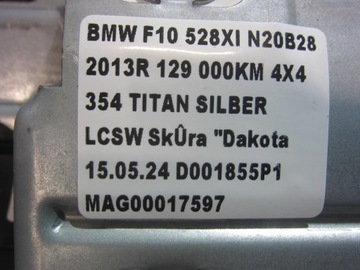 BMW F10 528XI N20B28
2013R 129 000KM 4X4
354 TITAN SILBER
LCSW SkÛra "Dakota
15.05.24 D001855P1
MAG00017597